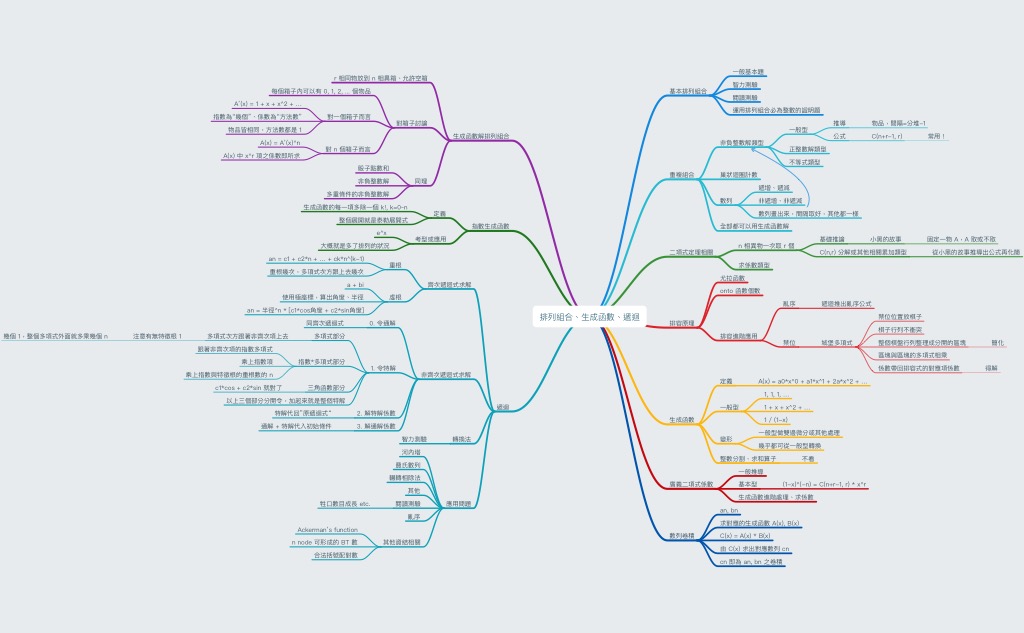 排列組合、生成函數、遞迴
基本排列組合
一般基本題
智力測驗
閱讀測驗
運用排列組合必為整數的證明題
重複組合
非負整數解類型
一般型
推導
物品、間隔=分堆-1
公式
C(n+r-1, r)
常用！
正整數解類型
不等式類型
巢狀迴圈計數
數列
遞增、遞減
非遞增、非遞減
數列畫出來，間隔取好，其他都一樣
全部都可以用生成函數解
二項式定理相關
n 相異物一次取 r 個
基礎推論
小黑的故事
固定一物 A，A 取或不取
C(n,r) 分解或其他相關累加類型
從小黑的故事推導出公式再化簡
求係數類型
排容原理
尤拉函數
onto 函數個數
排容進階應用
亂序
遞迴推出亂序公式
禁位
城堡多項式
禁位位置放棋子
棋子行列不衝突
整個棋盤行列整理成分開的區塊
簡化
區塊與區塊的多項式相乘
係數帶回排容式的對應項係數
得解
生成函數
定義
A(x) = a0*x^0 + a1*x^1 + 2a*x^2 + ...
一般型
1, 1, 1, ...
1 + x + x^2 + ...
1 / (1-x)
變形
一般型做雙邊微分或其他處理
幾乎都可從一般型轉換
整數分割、求和算子
不看
廣義二項式係數
一般推導
基本型
(1-x)^(-n) = C(n+r-1, r) * x^r
生成函數進階處理、求係數
數列卷積
an, bn
求對應的生成函數 A(x), B(x)
C(x) = A(x) * B(x)
由 C(x) 求出對應數列 cn
cn 即為 an, bn 之卷積
生成函數解排列組合
r 相同物放到 n 相異箱、允許空箱
對箱子討論
每個箱子內可以有 0, 1, 2, ... 個物品
對一個箱子而言
A'(x) = 1 + x + x^2 + ...
指數為"幾個"，係數為"方法數"
物品皆相同，方法數都是 1
對 n 個箱子而言
A(x) = A'(x)^n
A(x) 中 x^r 項之係數即所求
同理
骰子點數和
非負整數解
多重物件的非負整數解
指數生成函數
定義
生成函數的每一項多除一個 k!, k=0~n
整個展開就是泰勒展開式
考型或應用
e^x
大概就是多了排列的狀況
遞迴
齊次遞迴式求解
重根
an = c1 + c2*n + ... + ck*n^(k-1)
重根幾次，多項式次方跟上去幾次
虛根
a + bi
使用極座標，算出角度、半徑
an = 半徑^n * [c1*cos角度 + c2*sin角度]
非齊次遞迴式求解
0. 令通解
同齊次遞迴式
1. 令特解
多項式部分
多項式次方跟著非齊次項上去
注意有無特徵根 1
幾個 1，整個多項式外面就多乘幾個 n
指數*多項式部分
跟著非齊次項的指數多項式
乘上指數項
乘上指數與特徵根的重根數的 n
三角函數部分
c1*cos + c2*sin 就對了
以上三個部分分開令，加起來就是整個特解
2. 解特解係數
特解代回"原遞迴式"
3. 解通解係數
通解 + 特解代入初始條件
轉換法
智力測驗
應用問題
河內塔
費氏數列
輾轉相除法
其他
閱讀測驗
牲口數目成長 etc.
亂序
其他資結相關
Ackerman's function
n node 可形成的 BT 數
合法括號配對數